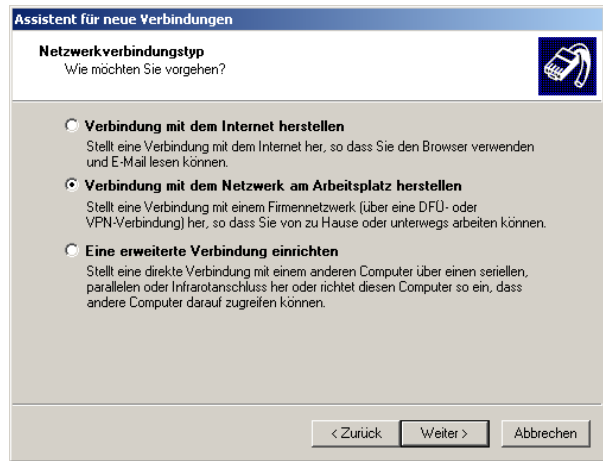 Assistent für neue Verbindungen
Netzwerkverbindungstyp
Wie möchten Sie vorgehen?
Verbindung mit dem Internet herstellen
Stellt eine Verbindung mit dem Internet her, so dass Sie den Browser verwenden
und E-Mail lesen können.
Verbindung mit dem Netzwerk am Arbeitsplatz herstellen
Stellt eine Verbindung mit einem Firmennetzwerk (über eine DFÜ- oder
VPN-Verbindung) her, so dass Sie von zu Hause oder unterwegs arbeiten können.
Eine erweiterte Verbindung einrichten
Stellt eine direkte Verbindung mit einem anderen Computer über einen seriellen,
parallelen oder Infrarotanschluss her oder richtet diesen Computer so ein, dass
andere Computer darauf zugreifen können.
< Zurück Weiter > Abbrechen